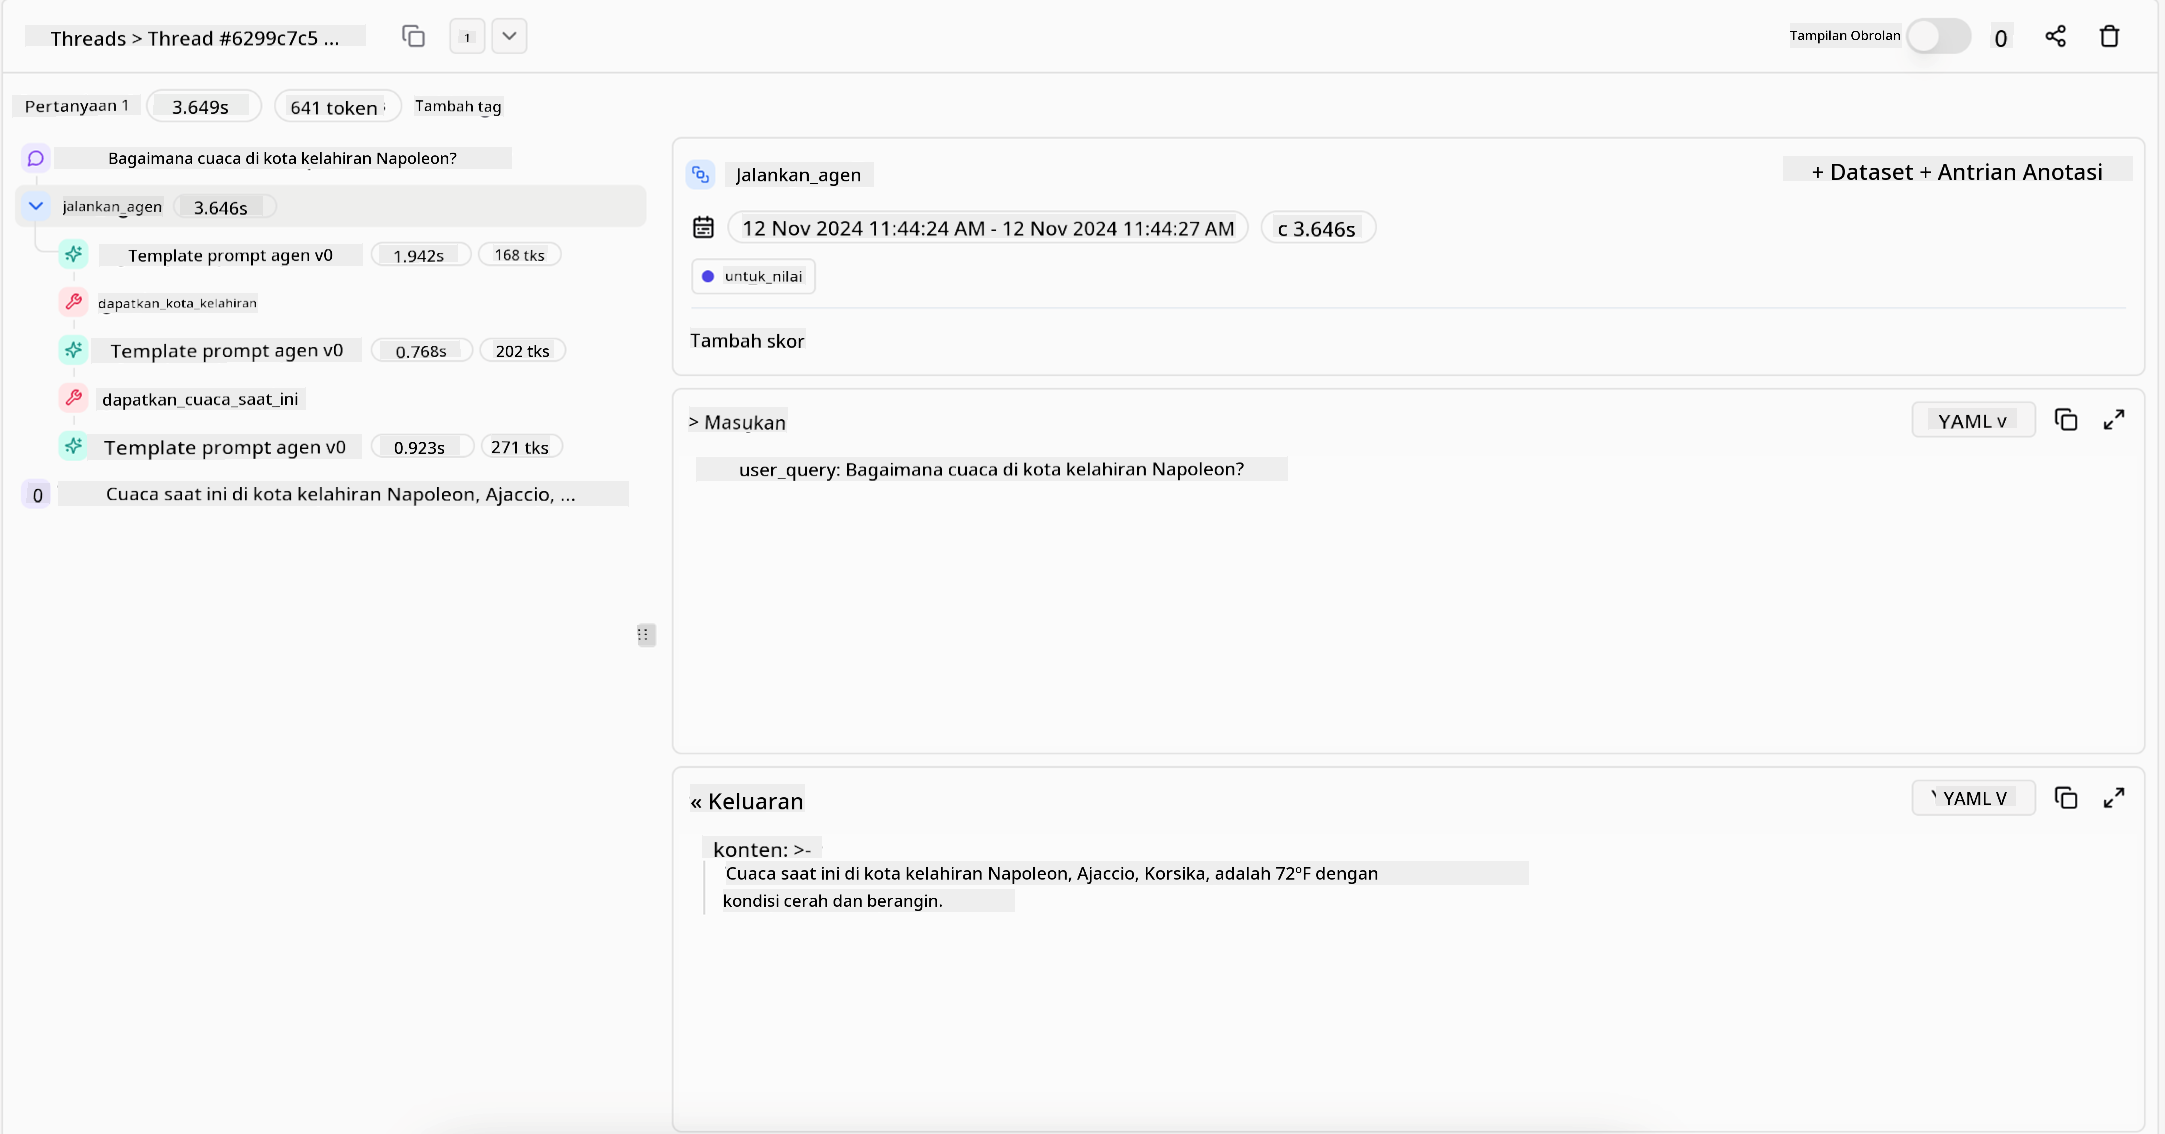 Threads > Thread #6299c7c5 ...
1
Tampilan Obrolan
0
Pertanyaan 1
3.649s
641 token
Tambah tag
Bagaimana cuaca di kota kelahiran Napoleon?
jalankan_agen
3.646s
Template prompt agen v0
1.942s
168 tks
dapatkan_kota_kelahiran
Template prompt agen v0
0.768s
202 tks
dapatkan_cuaca_saat_ini
Template prompt agen v0
0.923s
271 tks
0
Cuaca saat ini di kota kelahiran Napoleon, Ajaccio, ...
Jalankan_agen
+ Dataset + Antrian Anotasi
12 Nov 2024 11:44:24 AM - 12 Nov 2024 11:44:27 AM
c 3.646s
untuk_nilai
Tambah skor
> Masukan
YAML v
user_query: Bagaimana cuaca di kota kelahiran Napoleon?
« Keluaran
YAML V
konten: >-
Cuaca saat ini di kota kelahiran Napoleon, Ajaccio, Korsika, adalah 72ºF dengan
kondisi cerah dan berangin.